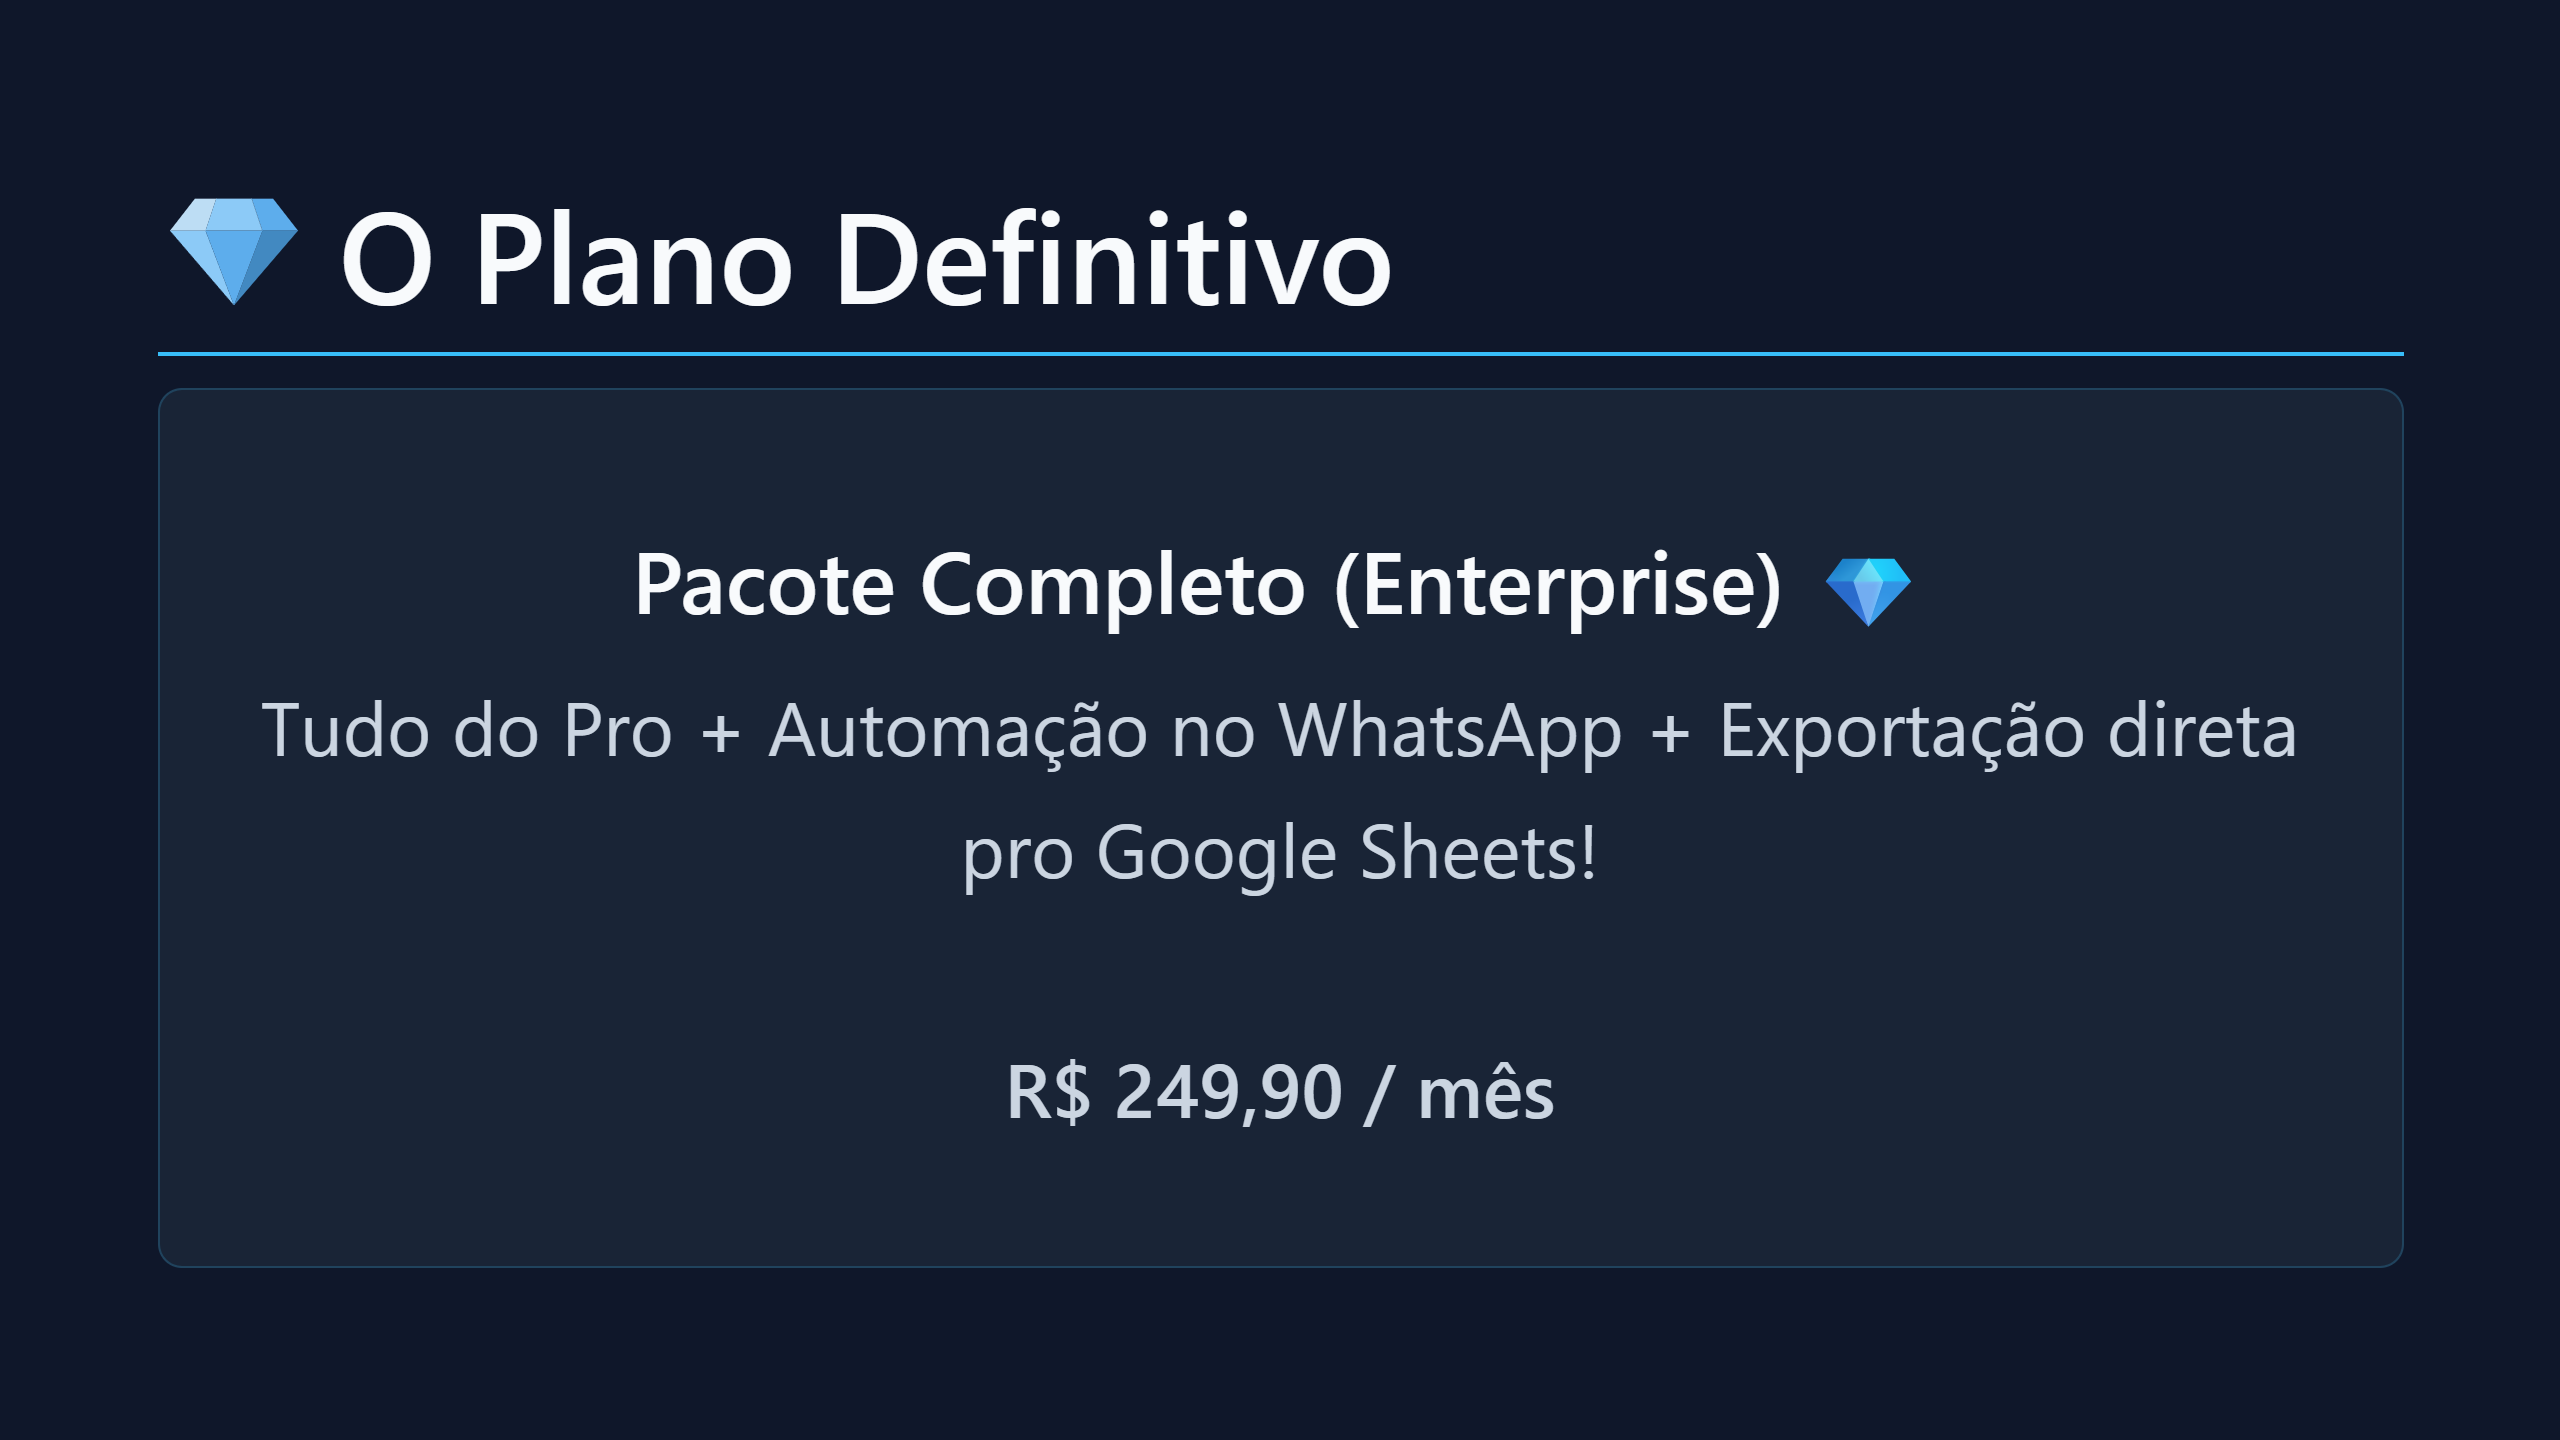 💎 O Plano Definitivo
Pacote Completo (Enterprise) 💎
Tudo do Pro + Automação no WhatsApp + Exportação direta
pro Google Sheets!
R$ 249,90 / mês